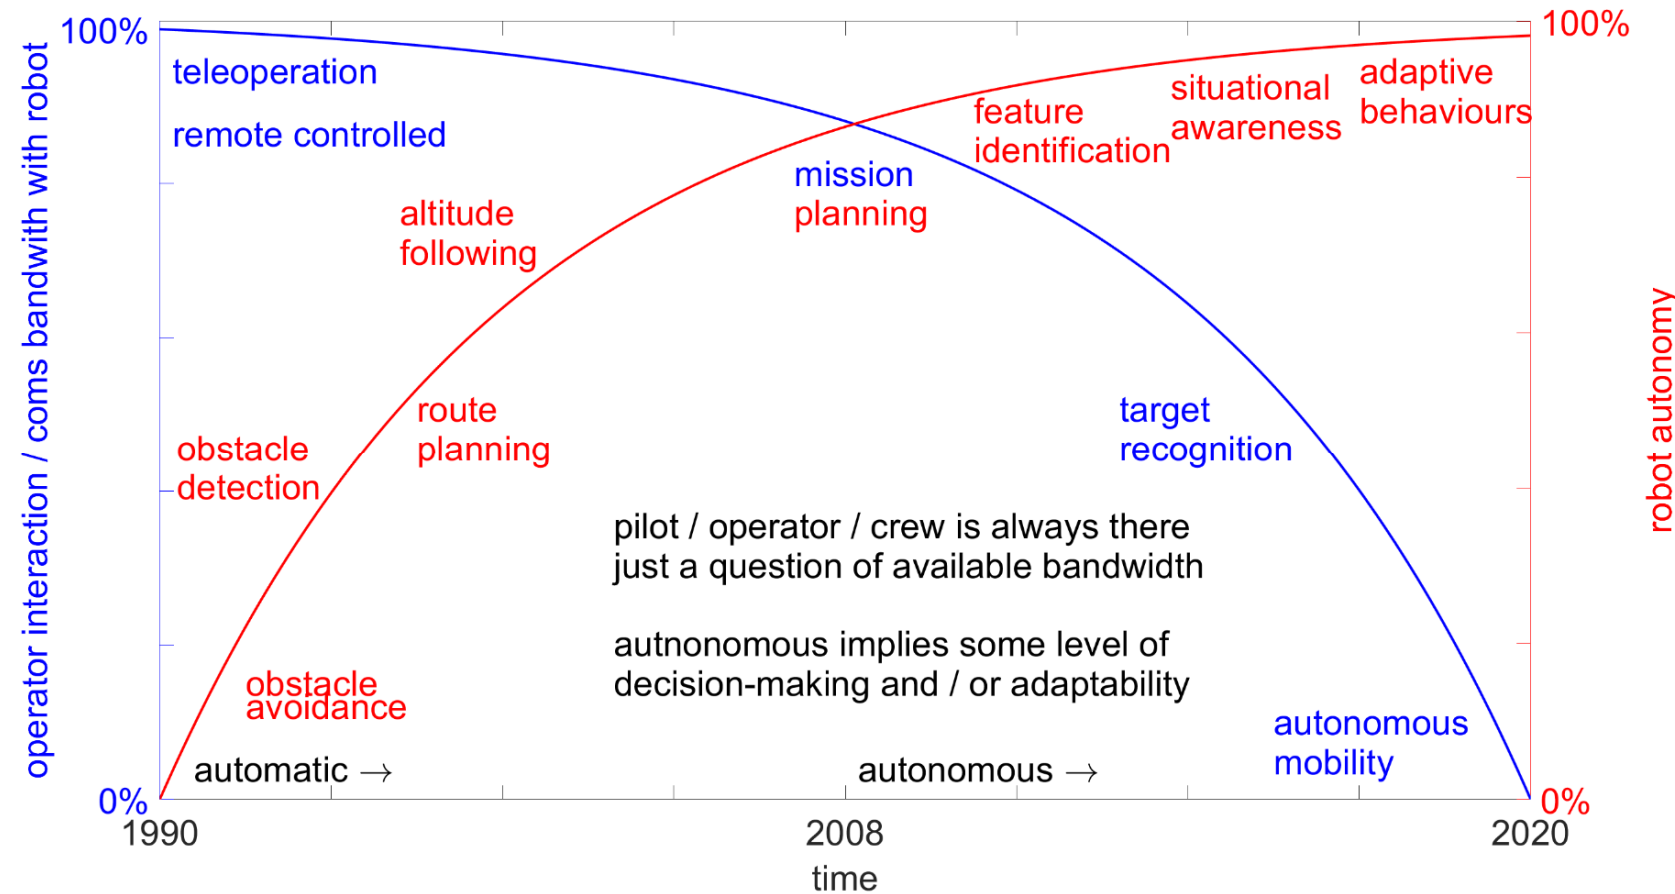 100%
100%
operator interaction / coms bandwith with robot
teleoperation
remote controlled
altitude
following
route
planning
obstacle
detection
obstacle
avoidance
automatic →
mission
planning
feature
identification
situational
awareness
adaptive
behaviours
target
recognition
pilot / operator / crew is always there
just a question of available bandwidth
autnonomous implies some level of
decision-making and / or adaptability
autonomous →
autonomous
mobility
robot autonomy
0%
0%
1990
2008
2020
time